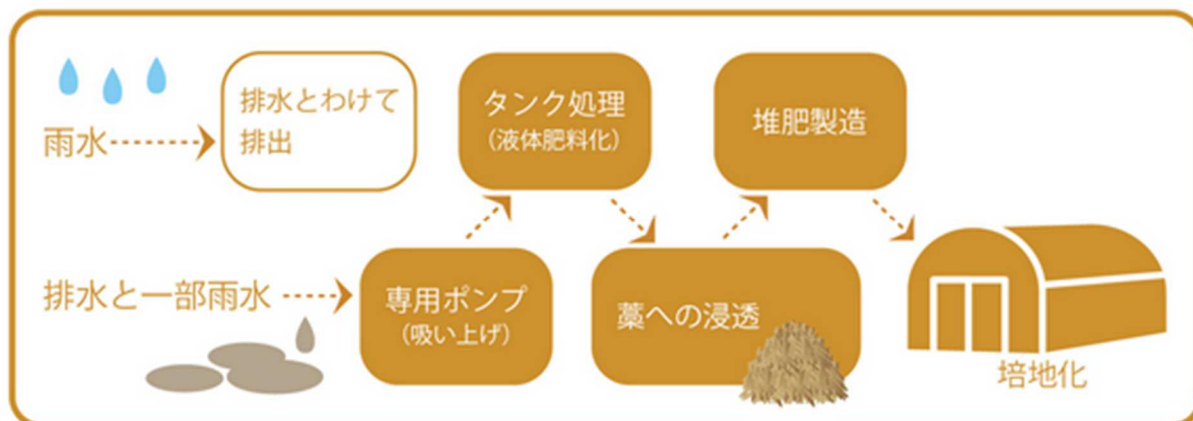 雨水
排水とわけて
排出
タンク処理
(液体肥料化)
堆肥製造
排水と一部雨水
専用ポンプ
(吸い上げ)
藁への浸透
培地化